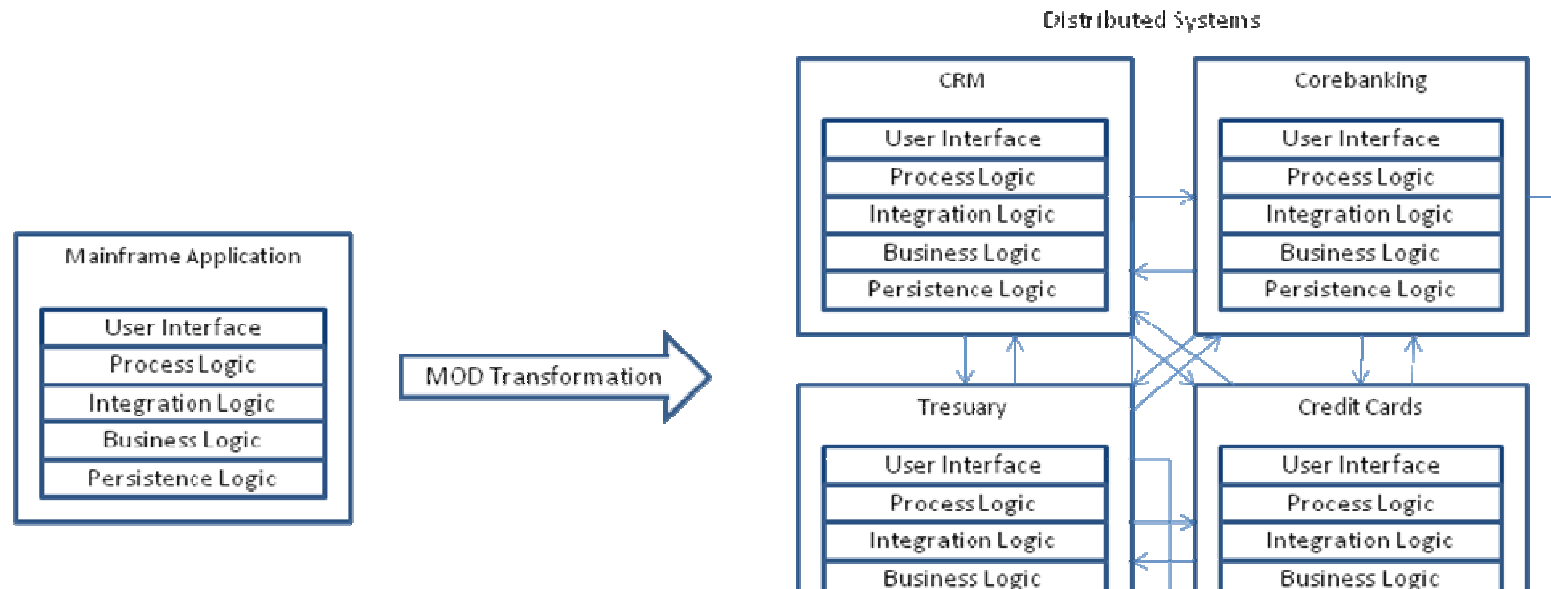 Distributed Systems
CRM
User Interface
Process Logic
Integration Logic
Business Logic
Persistence Logic
Corebanking
User Interface
Process Logic
Integration Logic
Business Logic
Persistence Logic
Mainframe Application
User Interface
Process Logic
Integration Logic
Business Logic
Persistence Logic
MOD Transformation
Tresuary
User Interface
Process Logic
Integration Logic
Business Logic
Credit Cards
User Interface
Process Logic
Integration Logic
Business Logic